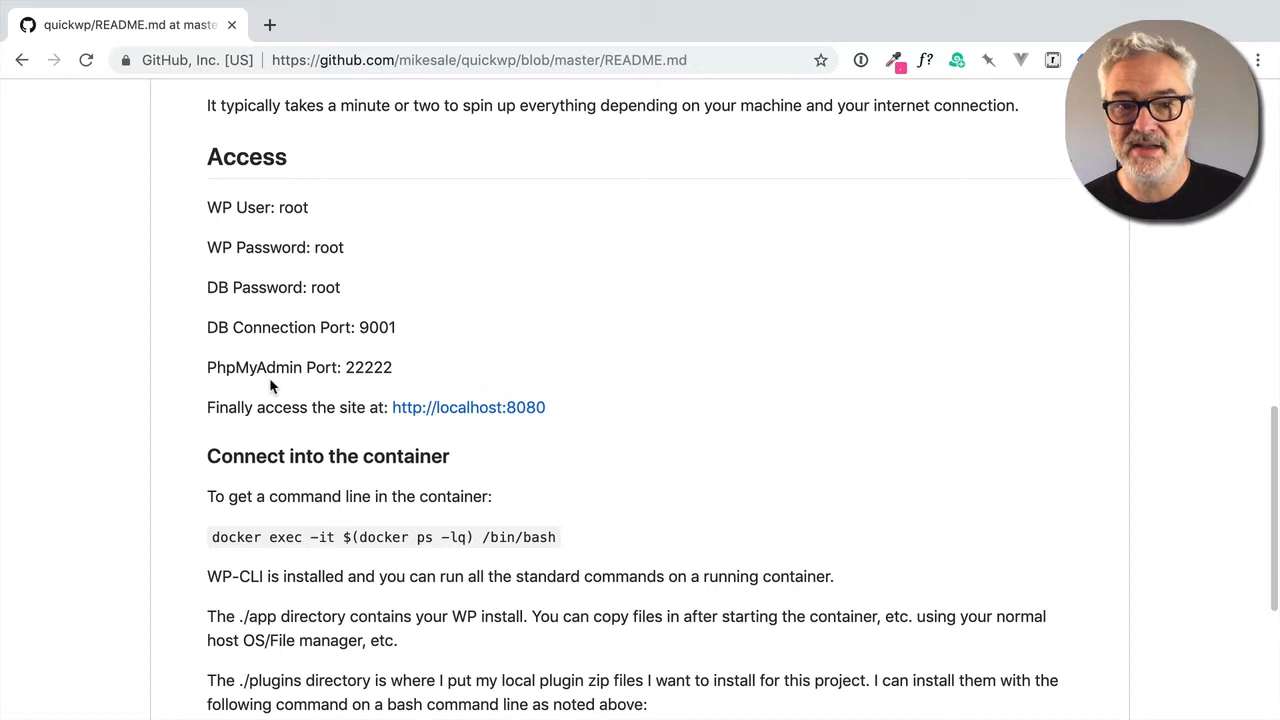 quickwp/README.md at maste
GitHub, Inc. [US]
https://github.com/mikesale/quickwp/blob/master/README.md
f?
It typically takes a minute or two to spin up everything depending on your machine and your internet connection.
Access
WP User: root
WP Password: root
DB Password: root
DB Connection Port: 9001
PhpMyAdmin Port: 22222
Finally access the site at: http://localhost:8080
Connect into the container
To get a command line in the container:
docker exec -it $(docker ps -lq) /bin/bash
WP-CLI is installed and you can run all the standard commands on a running container.
The ./app directory contains your WP install. You can copy files in after starting the container, etc. using your normal
host OS/File manager, etc.
The ./plugins directory is where I put my local plugin zip files I want to install for this project. I can install them with the
following command on a bash command line as noted above: